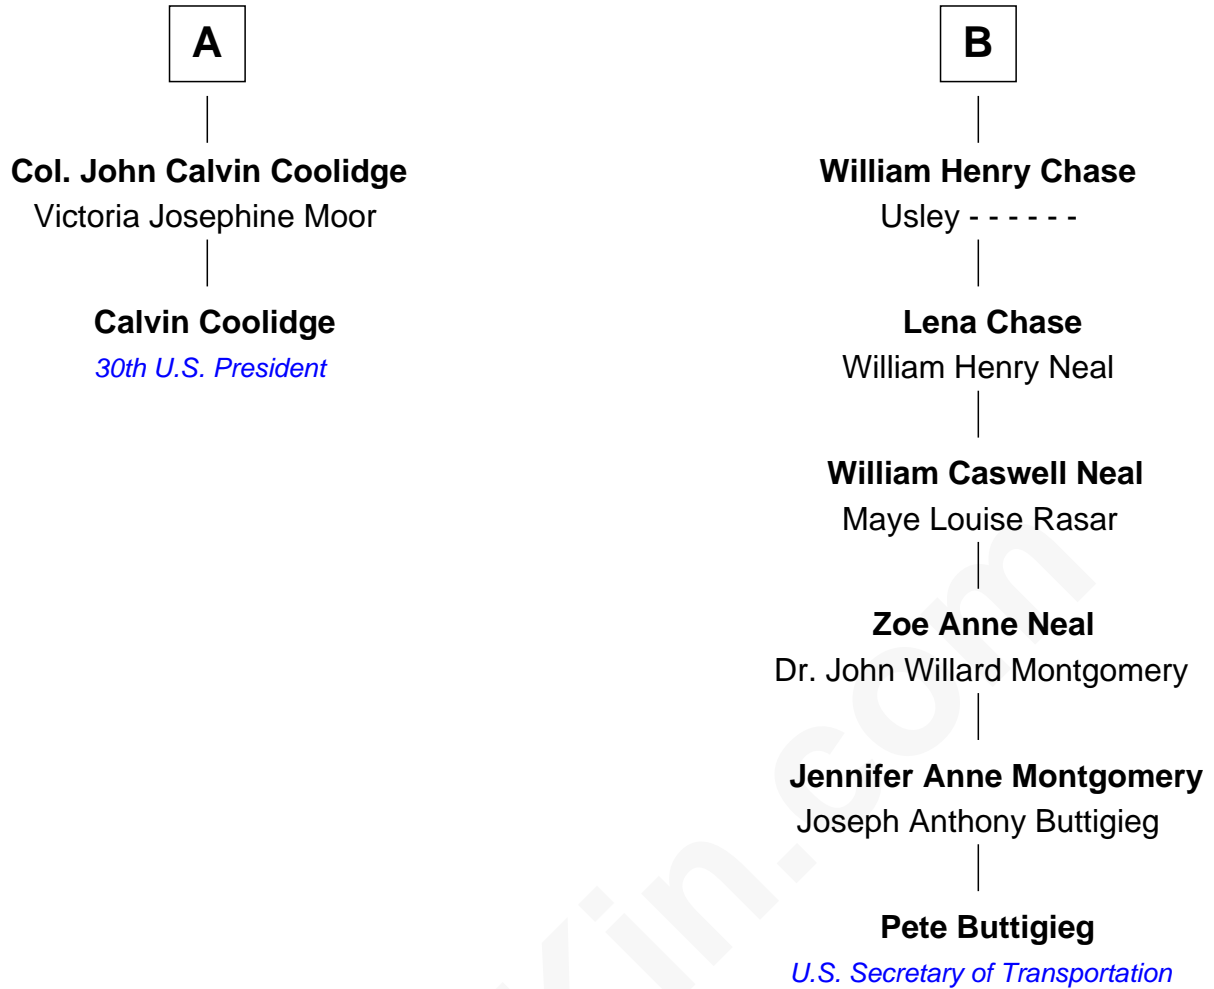 A
B
Col. John Calvin Coolidge
William Henry Chase
Victoria Josephine Moor
Usley - - - - - -
Calvin Coolidge
Lena Chase
30th U.S. President
William Henry Neal
William Caswell Neal
Maye Louise Rasar
Zoe Anne Neal
Dr. John Willard Montgomery
Jennifer Anne Montgomery
Joseph Anthony Buttigieg
Pete Buttigieg
U.S. Secretary of Transportation